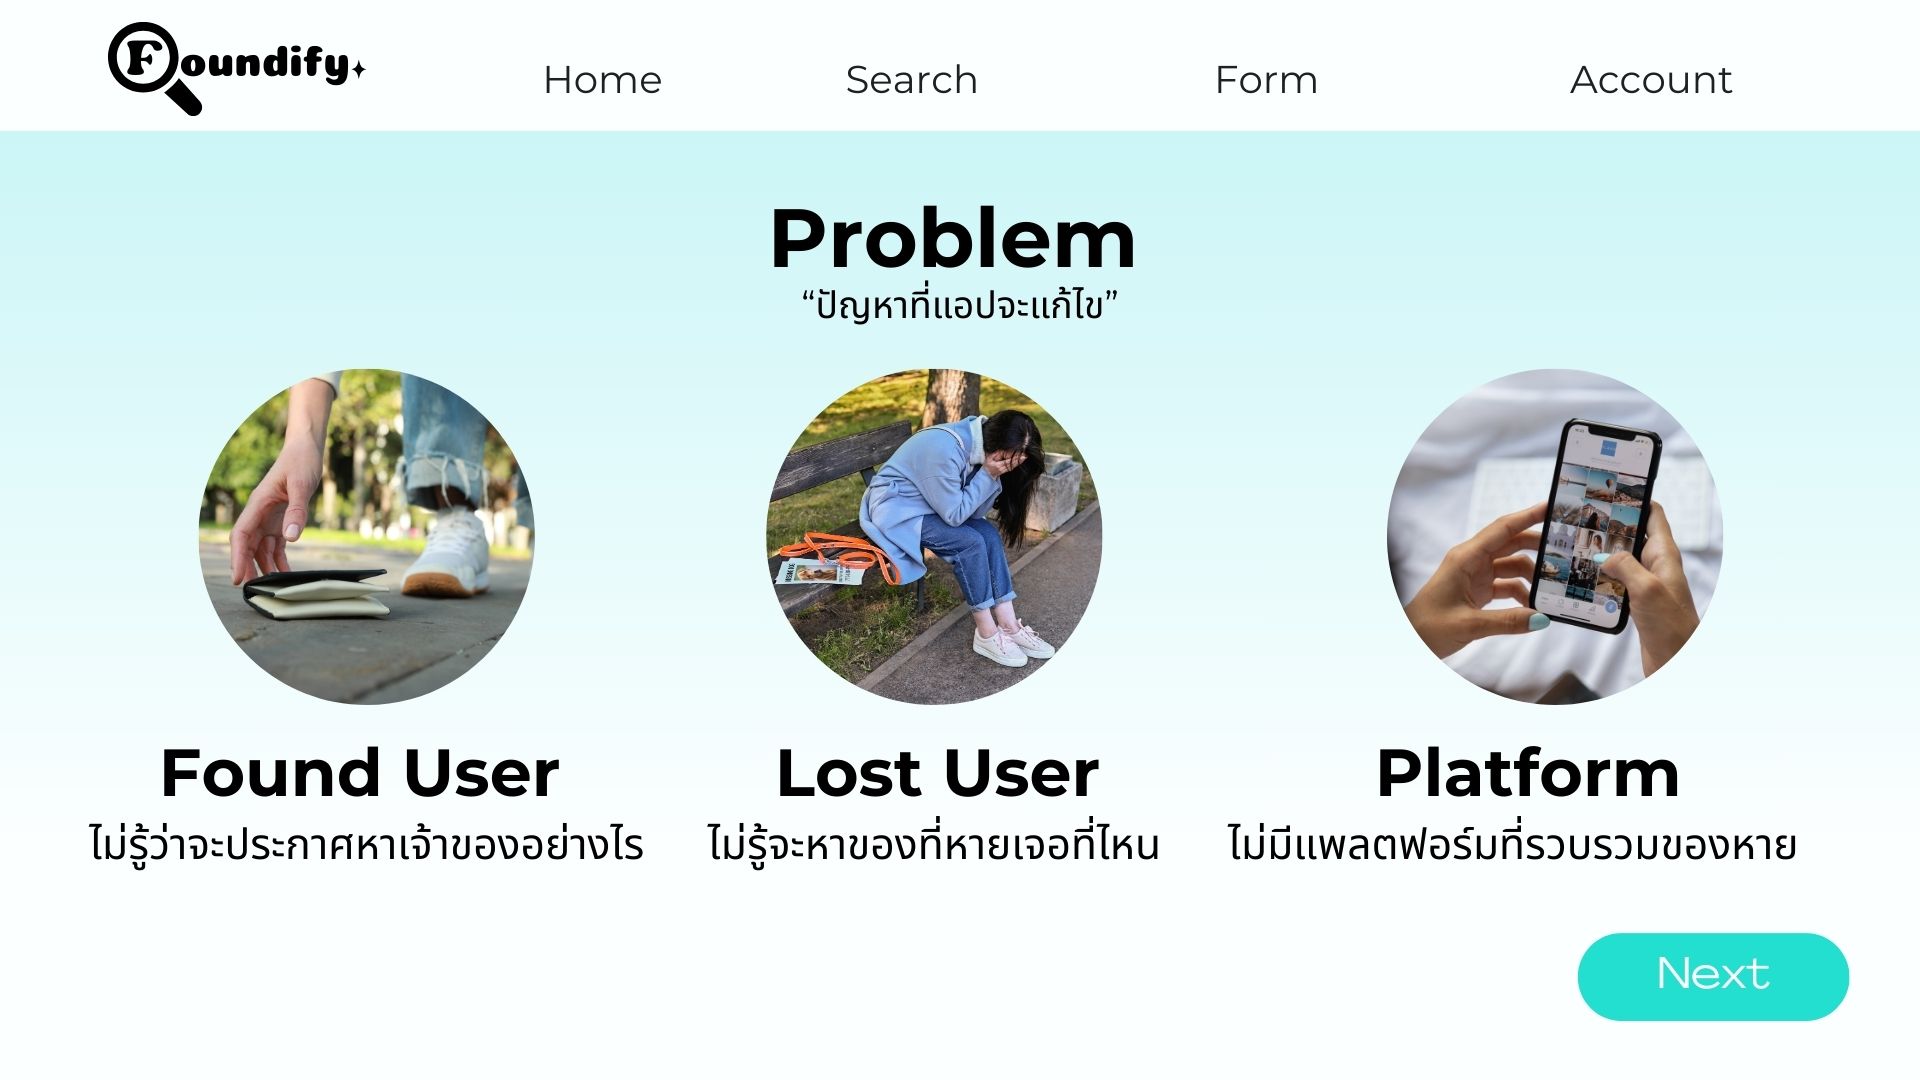 Foundify
Home Search Form Account
Problem
“ปัญหาที่แอปจะแก้ไข”
Found User Lost User Platform
ไม่รู้ว่าจะประกาศหาเจ้าของอย่างไร ไม่รู้จะหาของที่หายเจอที่ไหน ไม่มีแพลตฟอร์มที่รวบรวมของหาย
Next